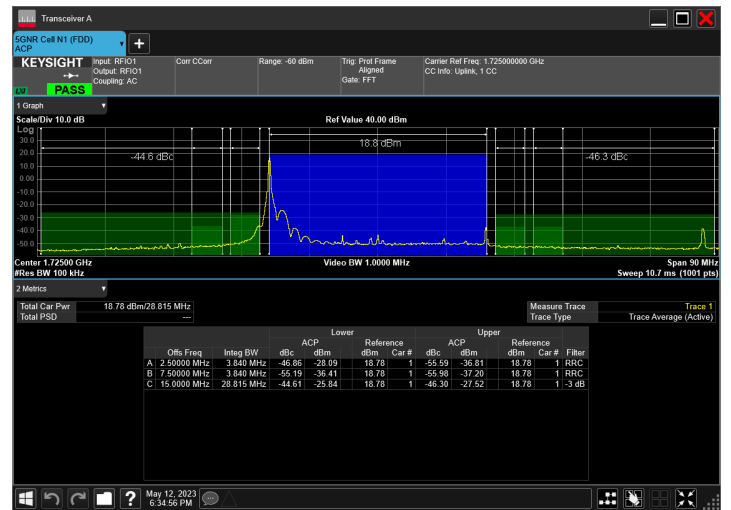 Transceiver A
5GNR Cell N1 (FDD)
ACP
KEYSIGHT
LXI
PASS
Input: RFIO1
Output: RFIO1
Coupling: AC
Corr CCorr
Range: -60 dBm
Trig: Prot Frame
Aligned
Gate: FFT
Carrier Ref Freq: 1.725000000 GHz
CC Info: Uplink, 1 CC
1 Graph
Scale/Div 10.0 dB
Ref Value 40.00 dBm
Log
30.0
20.0
10.0
0.00
-10.0
-20.0
-30.0
-40.0
-50.0
-44.6 dBc
18.8 dBm
-46.3 dBc
Center 1.72500 GHz
Video BW 1.0000 MHz
Span 90 MHz
#Res BW 100 kHz
Sweep 10.7 ms (1001 pts)
2 Metrics
Total Car Pwr 18.78 dBm/28.815 MHz
Total PSD ---
Measure Trace Trace 1
Trace Type Trace Average (Active)
Lower Upper
ACP Reference ACP Reference
Offs Freq Integ BW dBc dBm dBm Car # dBc dBm dBm Car # Filter
A 2.50000 MHz 3.840 MHz -46.86 -28.09 18.78 1 -55.59 -36.81 18.78 1 RRC
B 7.50000 MHz 3.840 MHz -55.19 -36.41 18.78 1 -55.98 -37.20 18.78 1 RRC
C 15.0000 MHz 28.815 MHz -44.61 -25.84 18.78 1 -46.30 -27.52 18.78 1 -3 dB
May 12, 2023
6:34:56 PM